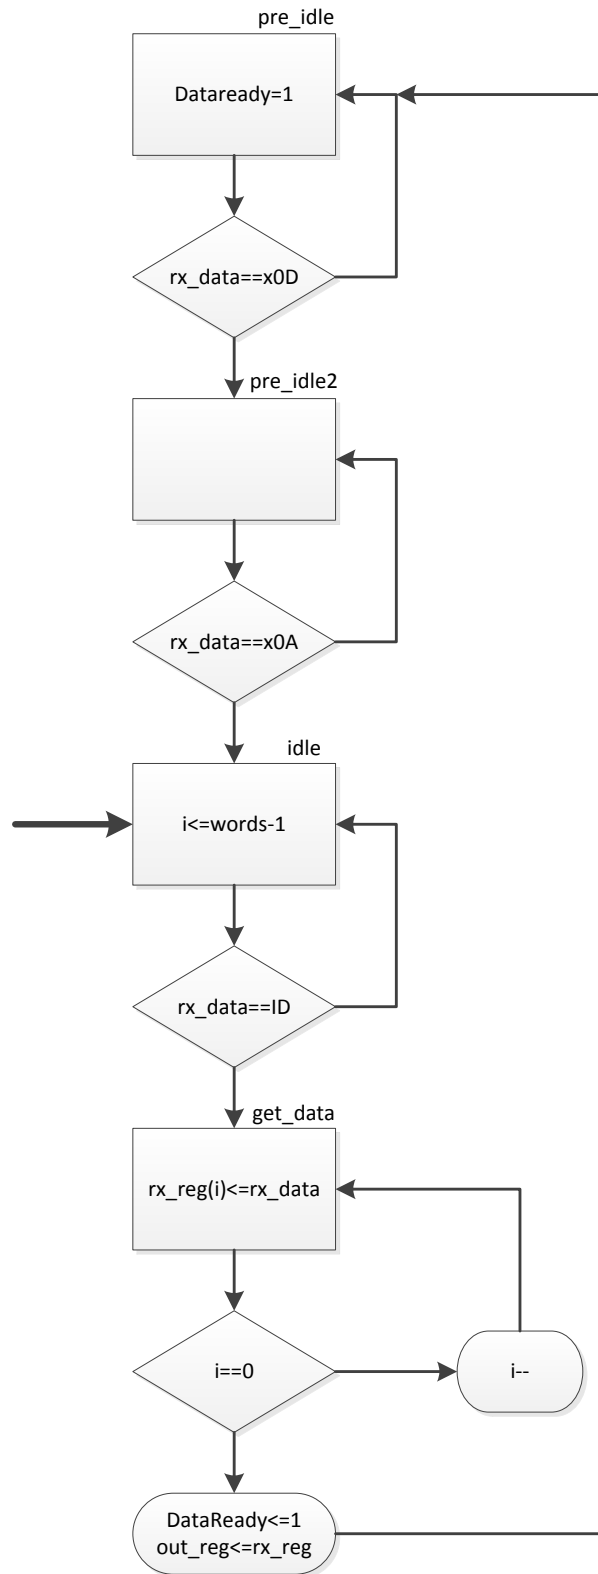 pre_idle
Dataready=1
rx_data==x0D
pre_idle2
rx_data==x0A
idle
i<=words-1
rx_data==ID
get_data
rx_reg(i)<=rx_data
i==0
i--
DataReady<=1
out_reg<=rx_reg